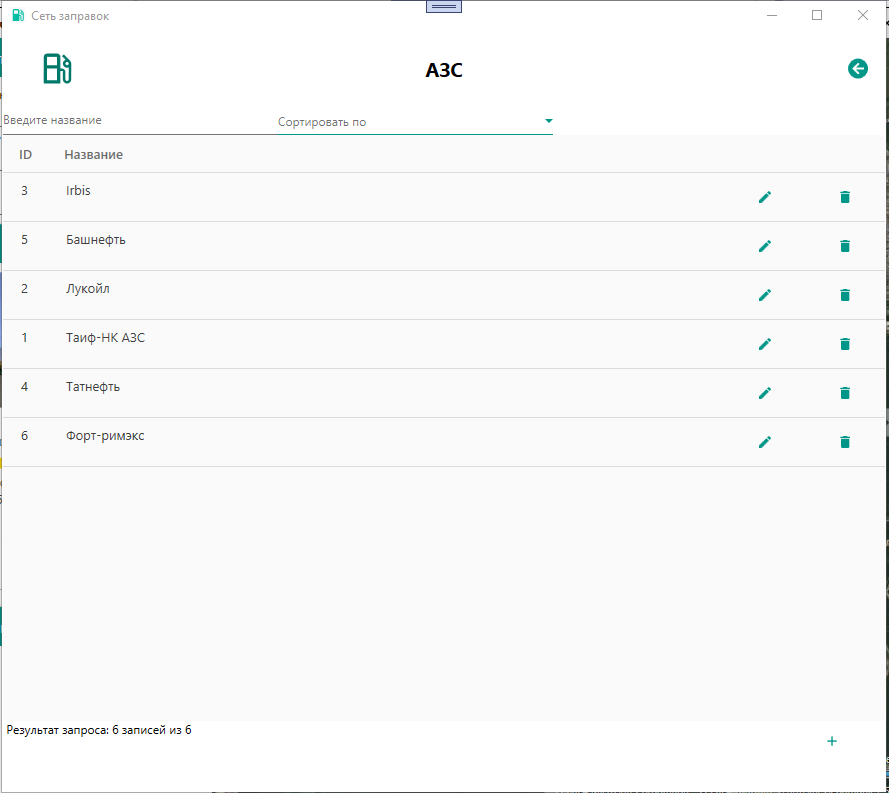 Сеть заправок
АЗС
Введите название
Сортировать по
ID Название
3 Irbis
5 Башнефть
2 Лукойл
1 Таиф-НК АЗС
4 Татнефть
6 Форт-римэкс
Результат запроса: 6 записей из 6